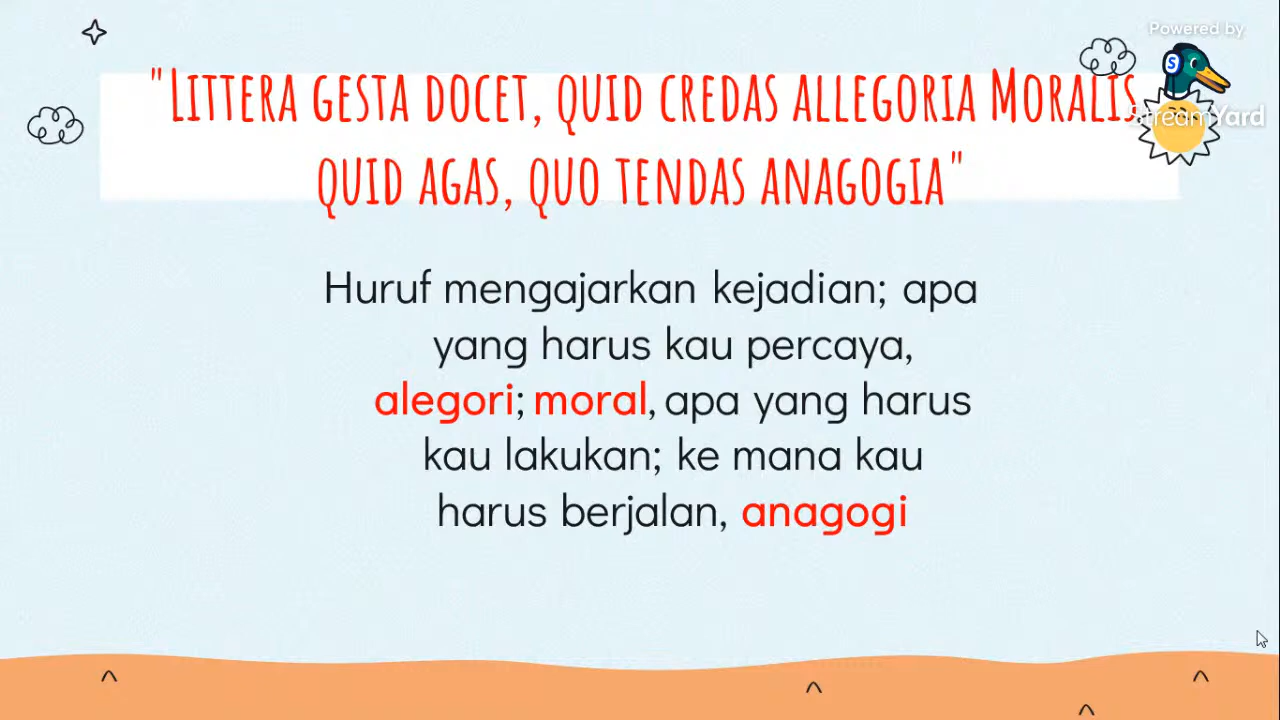 Powered by
StreamYard
"Littera gesta docet, quid credas allegoria Moralis,
quid agas, quo tendas anagogia"
Huruf mengajarkan kejadian; apa
yang harus kau percaya,
alegori; moral, apa yang harus
kau lakukan; ke mana kau
harus berjalan, anagogi